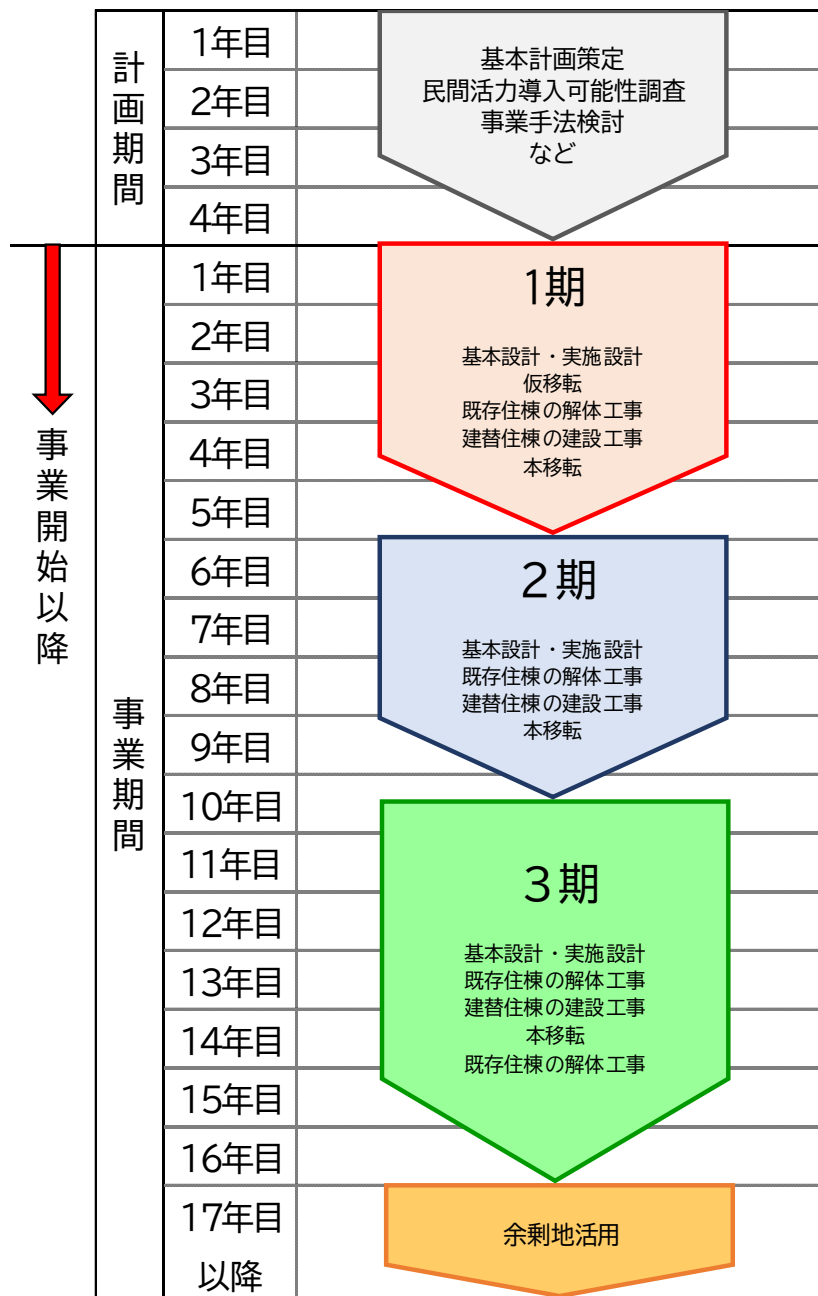 計画期間
1年目
2年目
3年目
4年目
基本計画策定
民間活力導入可能性調査
事業手法検討
など
事業開始以降
事業期間
1年目
2年目
3年目
4年目
5年目
6年目
7年目
8年目
9年目
10年目
11年目
12年目
13年目
14年目
15年目
16年目
17年目
以降
1期
基本設計・実施設計
仮移転
既存住棟の解体工事
建替住棟の建設工事
本移転
2期
基本設計・実施設計
既存住棟の解体工事
建替住棟の建設工事
本移転
3期
基本設計・実施設計
既存住棟の解体工事
建替住棟の建設工事
本移転
既存住棟の解体工事
余剰地活用